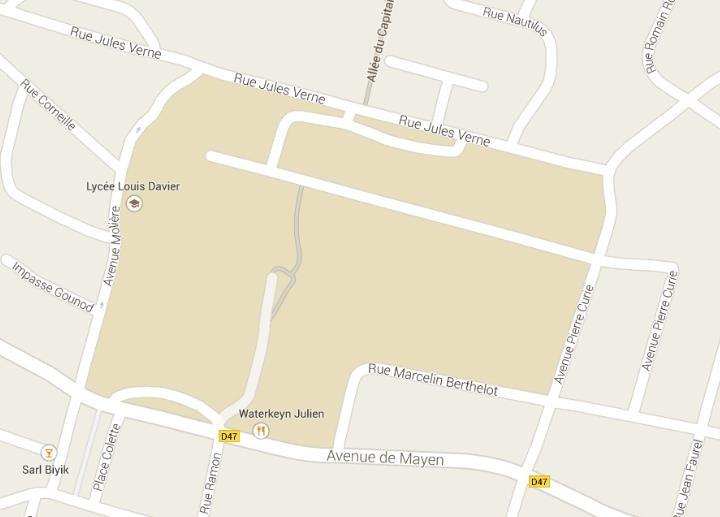 Rue Nautilus
Rue Jules Verne
Allée du Capitai
Rue Romain Ro
Rue Jules Verne
Rue Corneille
Rue Jules Verne
Lycée Louis Davier
Avenue Molière
Impasse Gounod
Avenue Pierre Curie
Avenue Pierre Curie
Rue Marcelin Berthelot
Waterkeyn Julien
D47
Place Colette
Avenue de Mayen
Sarl Biyik
Rue Ramon
D47
Rue Jean Faurel